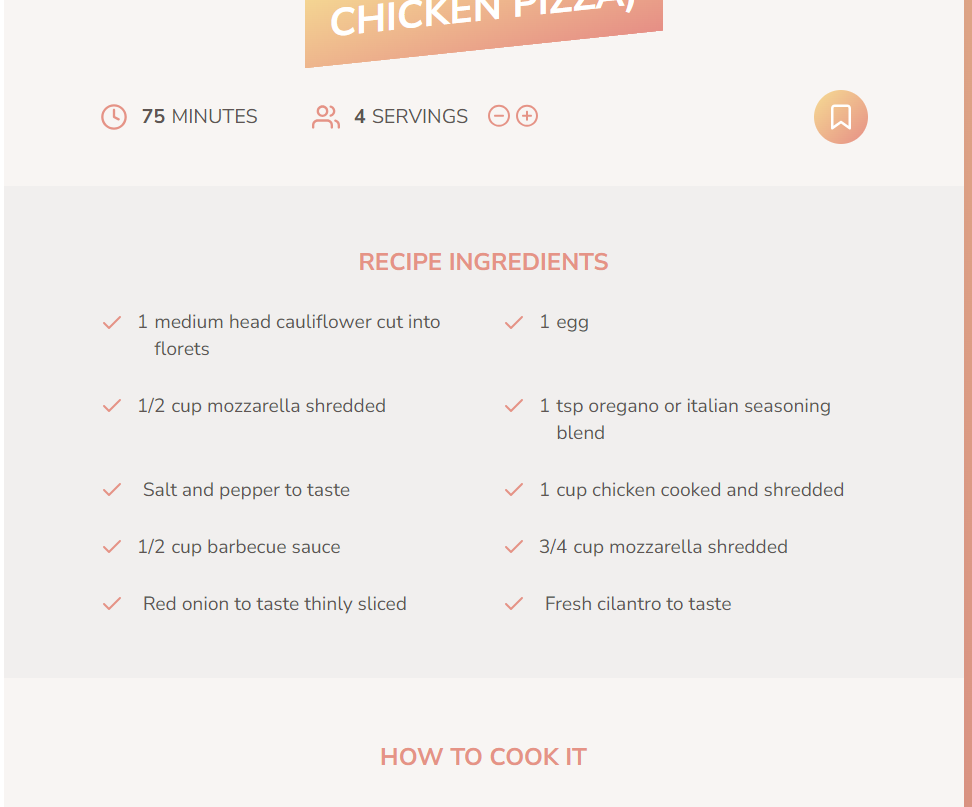 CHICKEN PIZZA)
75 MINUTES
4 SERVINGS
RECIPE INGREDIENTS
1 medium head cauliflower cut into
florets
1 egg
1/2 cup mozzarella shredded
1 tsp oregano or italian seasoning
blend
Salt and pepper to taste
1 cup chicken cooked and shredded
1/2 cup barbecue sauce
3/4 cup mozzarella shredded
Red onion to taste thinly sliced
Fresh cilantro to taste
HOW TO COOK IT